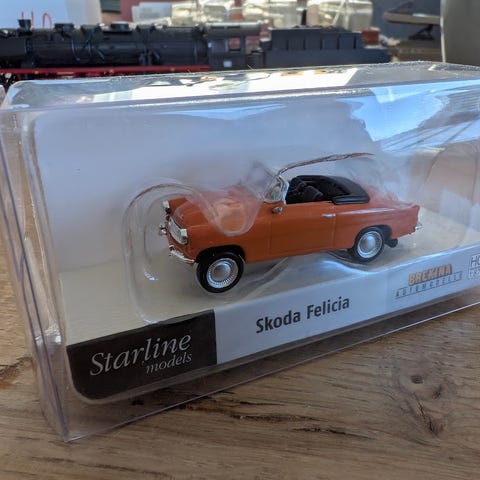 Starline
models
Skoda Felicia
BREKINA
AUTOMODELLE